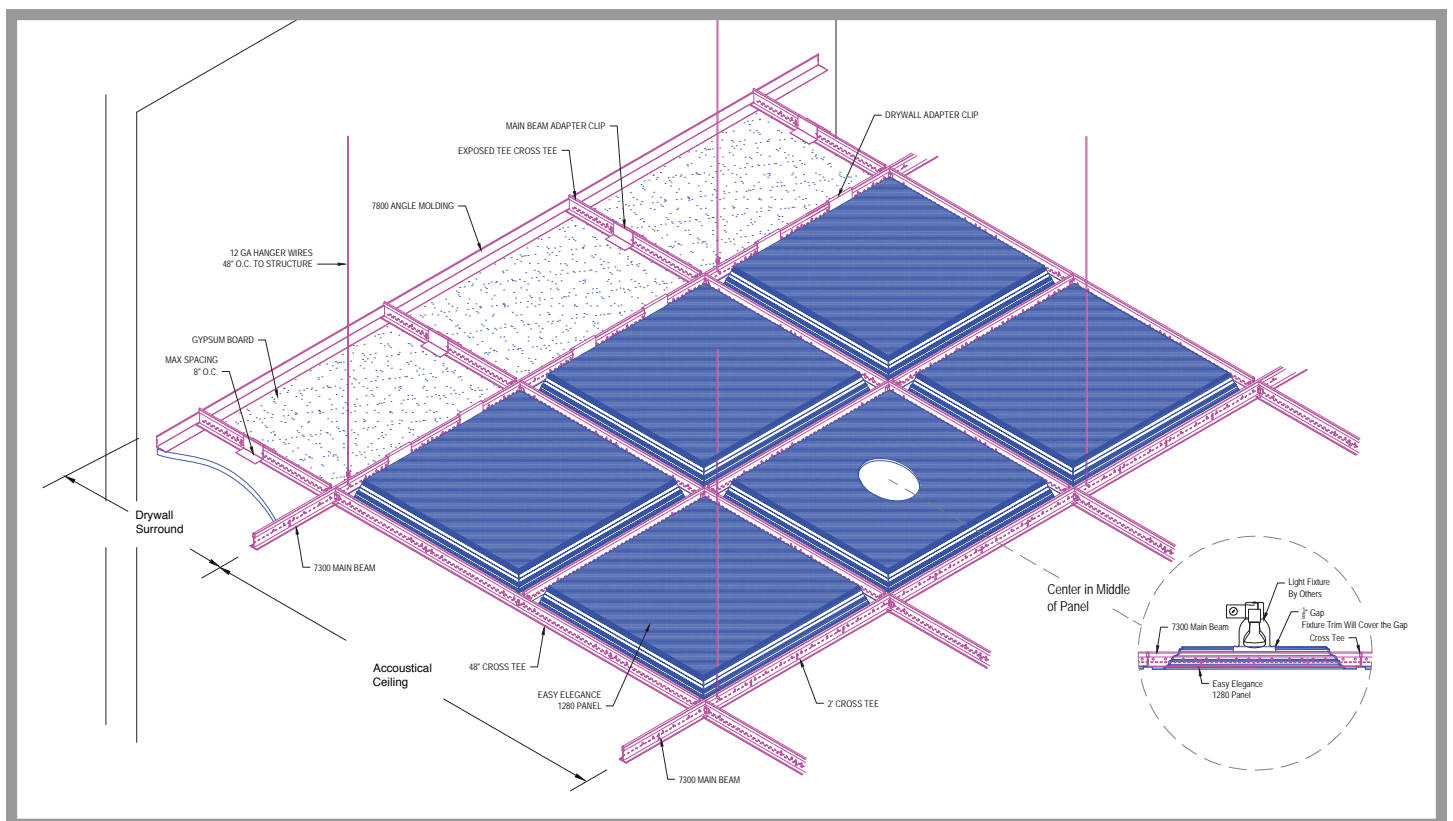 DRYWALL ADAPTER CLIP
MAIN BEAM ADAPTER CLIP
EXPOSED TEE CROSS TEE
7800 ANGLE MOLDING
12 GA HANGER WIRES
48" O.C. TO STRUCTURE
GYPSUM BOARD
MAX SPACING
8" O.C.
Drywall
Surround
7300 MAIN BEAM
Accoustical
Ceiling
48" CROSS TEE
EASY ELEGANCE
1280 PANEL
2' CROSS TEE
7300 MAIN BEAM
Center in Middle
of Panel
Light Fixture
By Others
Gap
Fixture Trim Will Cover the Gap
7300 Main Beam
Cross Tee
Easy Elegance
1280 Panel